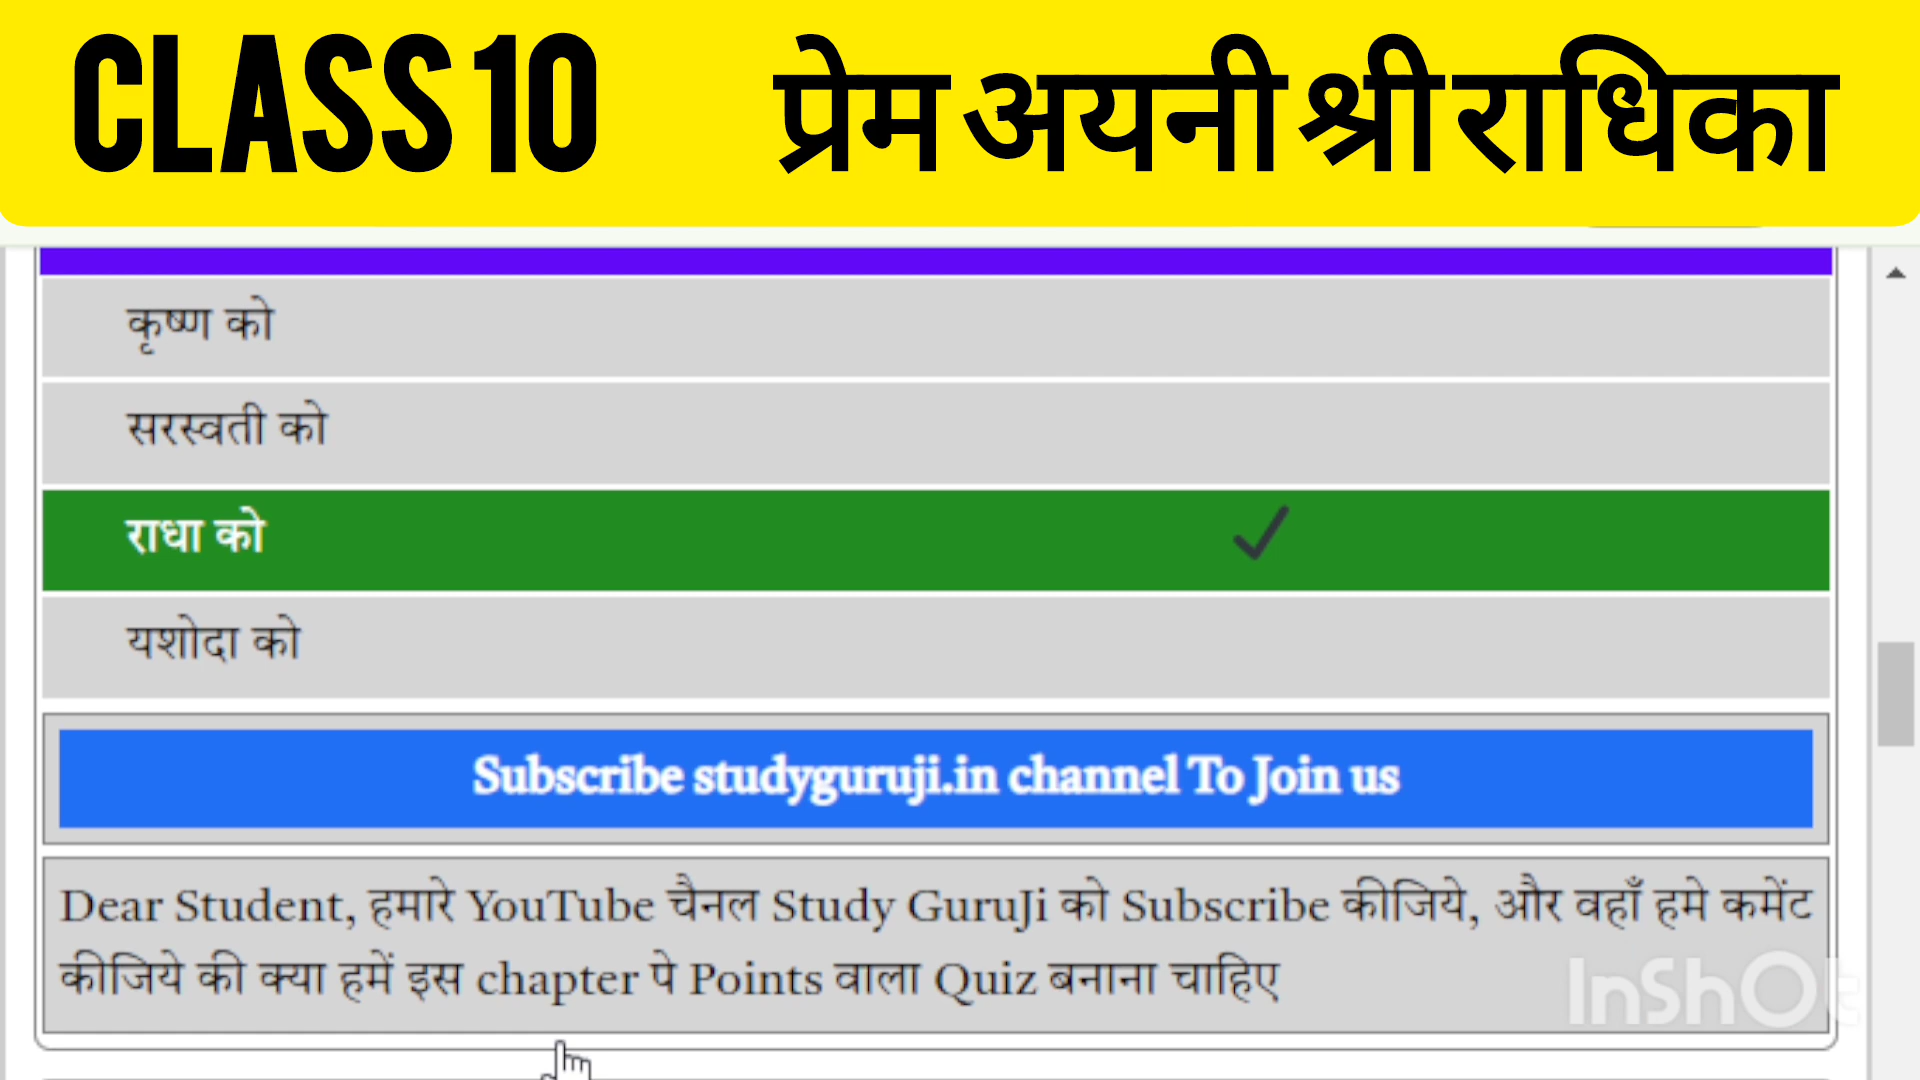 CLASS 10 प्रेम अयनी श्री राधिका
कृष्ण को
सरस्वती को
राधा को
यशोदा को
Subscribe studyguruji.in channel To Join us
Dear Student, हमारे YouTube चैनल Study GuruJi को Subscribe कीजिये, और वहाँ हमे कमेंट
कीजिये की क्या हमें इस chapter पे Points वाला Quiz बनाना चाहिए
InShOt